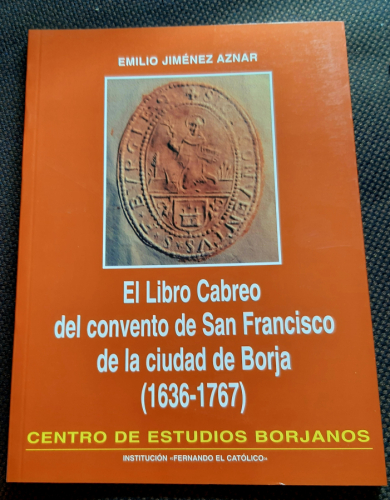 EMILIO JIMÉNEZ AZNAR
El Libro Cabreo
del convento de San Francisco
de la ciudad de Borja
(1636-1767)
CENTRO DE ESTUDIOS BORJANOS
INSTITUCIÓN «FERNANDO EL CATÓLICO»